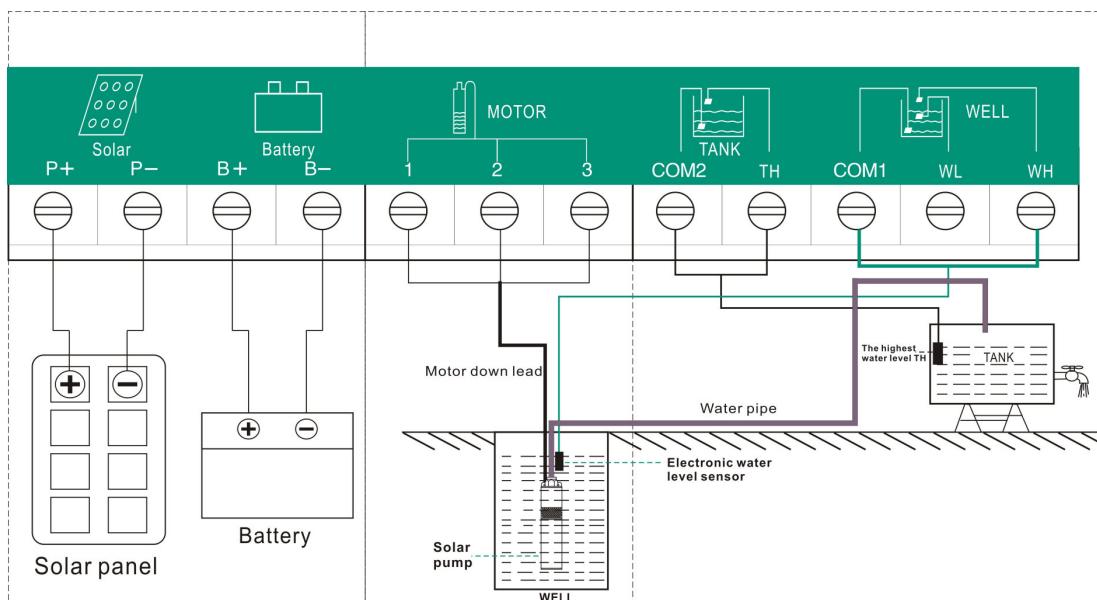 Solar
Battery
MOTOR
TANK
WELL
P+
P−
B+
B−
1
2
3
COM2
TH
COM1
WL
WH
+
−
+
−
Solar panel
Battery
Motor down lead
Water pipe
The highest
water level TH
TANK
Electronic water
level sensor
Solar
pump
WELL